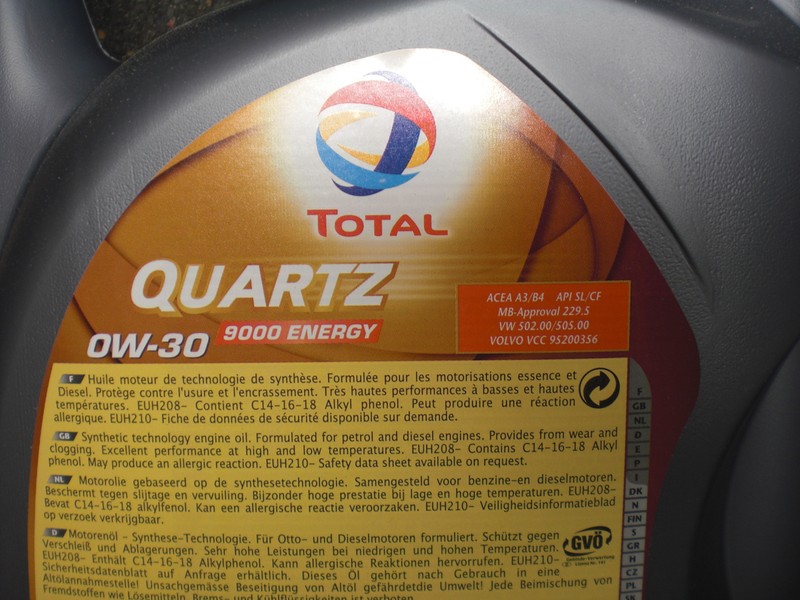 TOTAL
QUARTZ
9000 ENERGY
0W-30
ACEA A3/B4 API SL/CF
MB-Approval 229.5
VW 502.00/505.00
VOLVO VCC 95200356
F Huile moteur de technologie de synthèse. Formulée pour les motorisations essence et
Diesel. Protège contre l'usure et l'encrassement. Très hautes performances à basses et hautes
températures. EUH208- Contient C14-16-18 Alkyl phenol. Peut produire une réaction
allergique. EUH210- Fiche de données de sécurité disponible sur demande.
GB Synthetic technology engine oil. Formulated for petrol and diesel engines. Provides from wear and
clogging. Excellent performance at high and low temperatures. EUH208- Contains C14-16-18 Alkyl
phenol. May produce an allergic reaction. EUH210- Safety data sheet available on request.
NL Motorolie gebaseerd op de synthesetechnologie. Samengesteld voor benzine-en dieselmotoren.
Beschermt tegen slijtage en vervuiling. Bijzonder hoge prestatie bij lage en hoge temperaturen. EUH208-
Bevat C14-16-18 alkylfenol. Kan een allergische reactie veroorzaken. EUH210- Veiligheidsinformatieblad
op verzoek verkrijgbaar.
D Motorenöl - Synthese-Technologie. Für Otto- und Dieselmotoren formuliert. Schützt gegen
Verschleiß und Ablagerungen. Sehr hohe Leistungen bei niedrigen und hohen Temperaturen.
EUH208- Enthält C14-16-18 Alkylphenol. Kann allergische Reaktionen hervorrufen. EUH210-
Sicherheitsdatenblatt auf Anfrage erhältlich. Dieses Öl gehört nach Gebrauch in eine
Altölannahmestelle! Unsachgemässe Beseitigung von Altöl gefährdetdie Umwelt! Jede Beimischung von
Fremdstoffen wie Lösemitteln, Brems- und Kühlflüssigkeiten ist verboten.
GVÖ
F
GB
NL
D
E
P
I
DK
N
FIN
S
GR
H
CZ
PL
SK